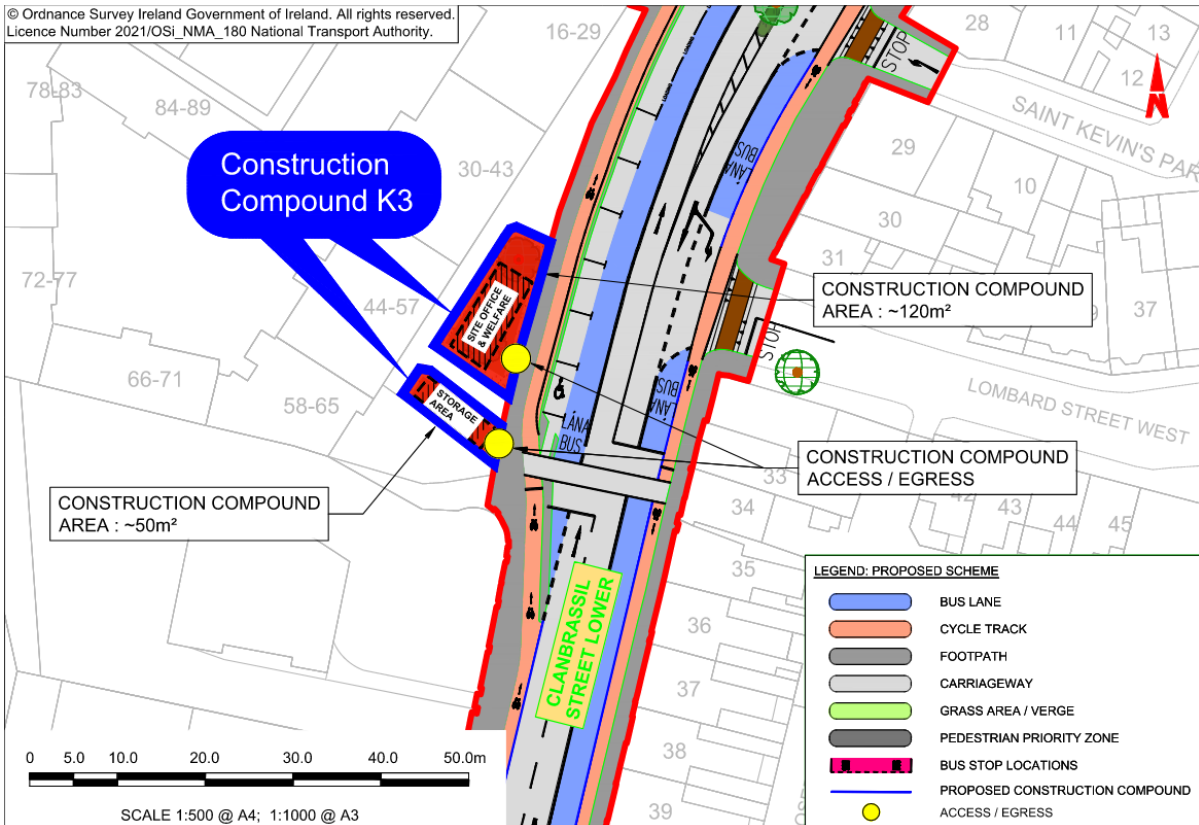 © Ordnance Survey Ireland Government of Ireland. All rights reserved.
Licence Number 2021/OSi_NMA_180 National Transport Authority.
16-29
28
11
13
12
STOP
78-83
84-89
N
SAINT KEVIN'S PAR
Construction
Compound K3
30-43
29
10
LÁNA
BUS
30
31
72-77
44-57
SITE OFFICE
& WELFARE
CONSTRUCTION COMPOUND
AREA : ~120m²
37
STOP
66-71
58-65
STORAGE
AREA
LÁNA
BUS
LÁNA
BUS
LOMBARD STREET WEST
CONSTRUCTION COMPOUND
ACCESS / EGRESS
33
CONSTRUCTION COMPOUND
AREA : ~50m²
34
42
43
44
45
35
36
37
38
39
CLANBRASSIL
STREET LOWER
LEGEND: PROPOSED SCHEME
BUS LANE
CYCLE TRACK
FOOTPATH
CARRIAGEWAY
GRASS AREA / VERGE
PEDESTRIAN PRIORITY ZONE
BUS STOP LOCATIONS
PROPOSED CONSTRUCTION COMPOUND
ACCESS / EGRESS
0 5.0 10.0 20.0 30.0 40.0 50.0m
SCALE 1:500 @ A4; 1:1000 @ A3